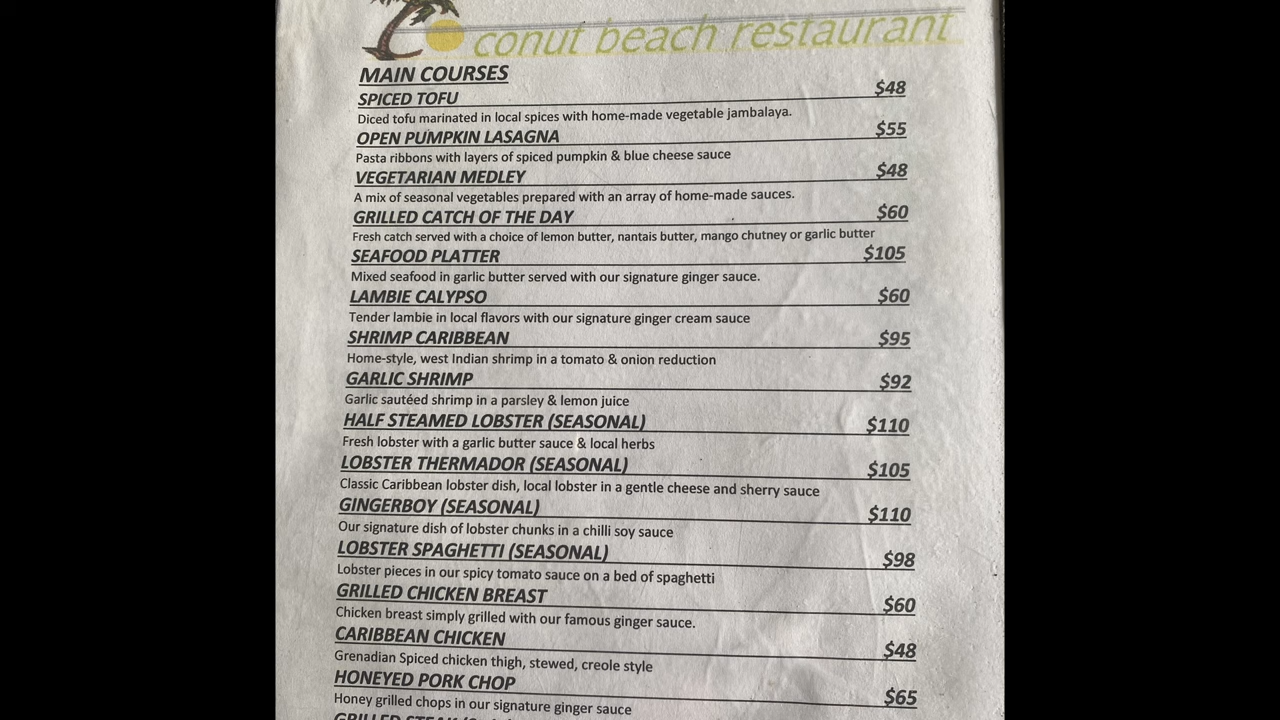 conut beach restaurant
MAIN COURSES
SPICED TOFU $48
Diced tofu marinated in local spices with home-made vegetable jambalaya.
OPEN PUMPKIN LASAGNA $55
Pasta ribbons with layers of spiced pumpkin & blue cheese sauce
VEGETARIAN MEDLEY $48
A mix of seasonal vegetables prepared with an array of home-made sauces.
GRILLED CATCH OF THE DAY $60
Fresh catch served with a choice of lemon butter, nantais butter, mango chutney or garlic butter
SEAFOOD PLATTER $105
Mixed seafood in garlic butter served with our signature ginger sauce.
LAMBIE CALYPSO $60
Tender lambie in local flavors with our signature ginger cream sauce
SHRIMP CARIBBEAN $95
Home-style, west Indian shrimp in a tomato & onion reduction
GARLIC SHRIMP $92
Garlic sautéed shrimp in a parsley & lemon juice
HALF STEAMED LOBSTER (SEASONAL) $110
Fresh lobster with a garlic butter sauce & local herbs
LOBSTER THERMADOR (SEASONAL) $105
Classic Caribbean lobster dish, local lobster in a gentle cheese and sherry sauce
GINGERBOY (SEASONAL) $110
Our signature dish of lobster chunks in a chilli soy sauce
LOBSTER SPAGHETTI (SEASONAL) $98
Lobster pieces in our spicy tomato sauce on a bed of spaghetti
GRILLED CHICKEN BREAST $60
Chicken breast simply grilled with our famous ginger sauce.
CARIBBEAN CHICKEN $48
Grenadian Spiced chicken thigh, stewed, creole style
HONEYED PORK CHOP $65
Honey grilled chops in our signature ginger sauce
GRILLED STEAK